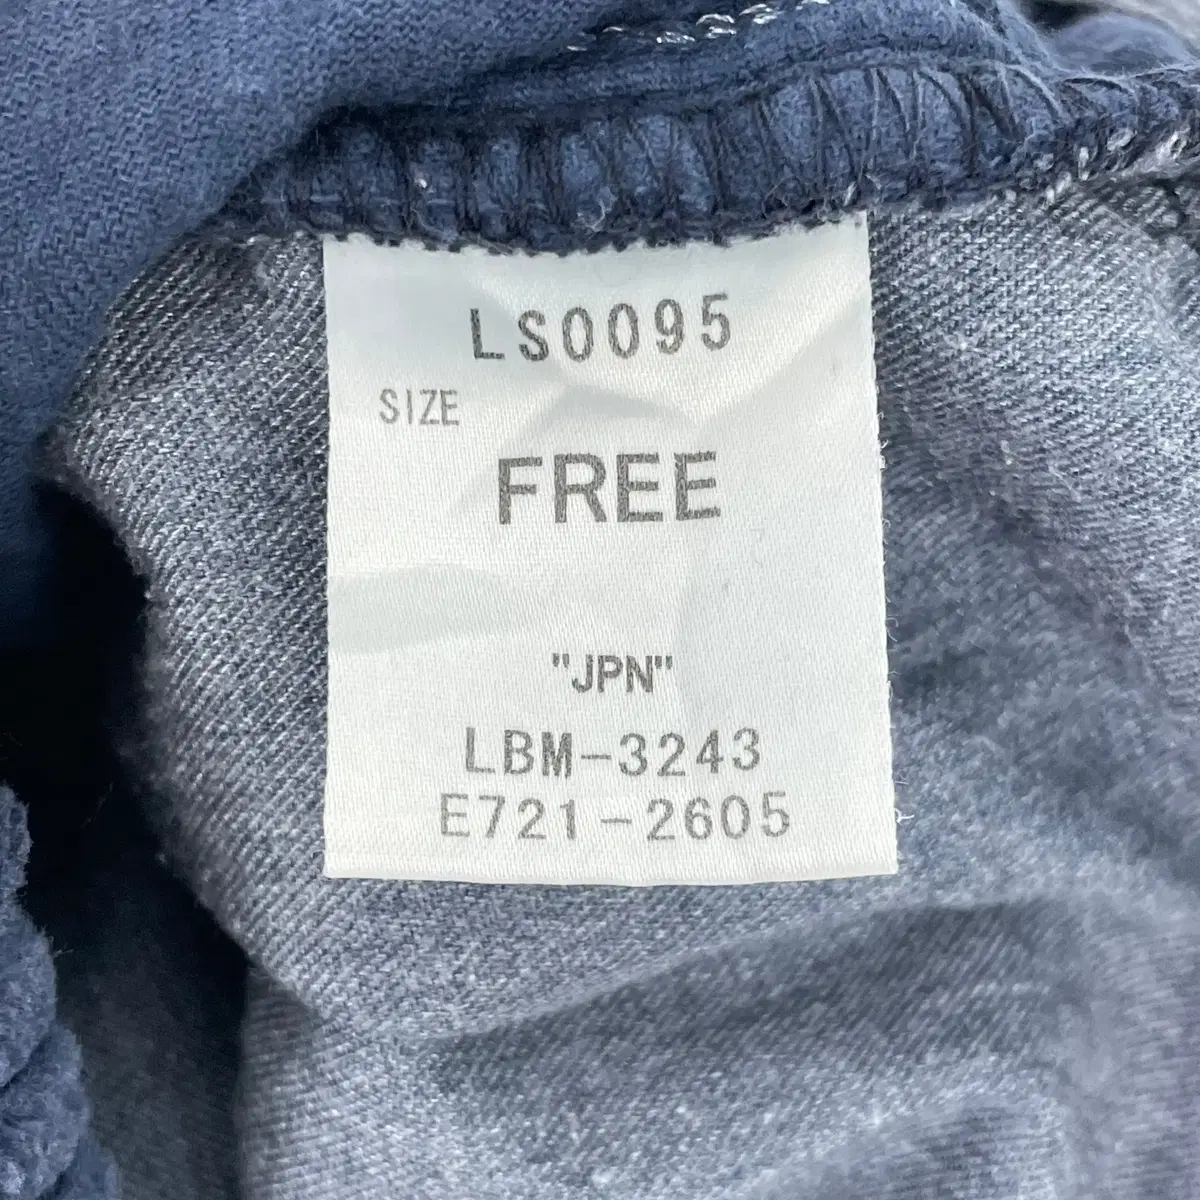 LS0095
SIZE
FREE
"JPN"
LBM-3243
E721-2605